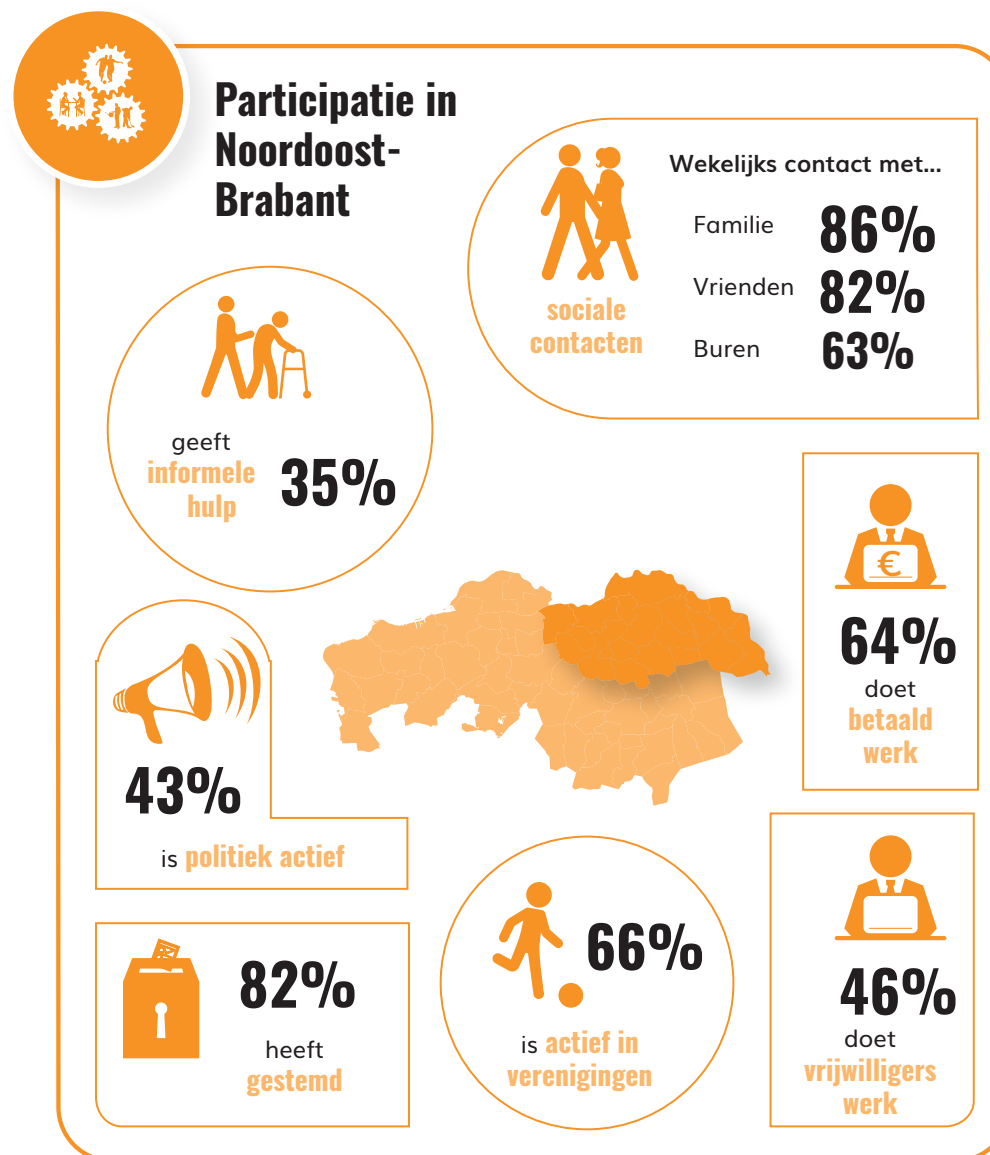 Participatie in
Noordoost-
Brabant
Wekelijks contact met...
Familie 86%
Vrienden 82%
Buren 63%
sociale
contacten
geeft
informele
hulp
35%
€
64%
doet
betaald
werk
43%
is politiek actief
82%
heeft
gestemd
66%
is actief in
verenigingen
46%
doet
vrijwilligers
werk